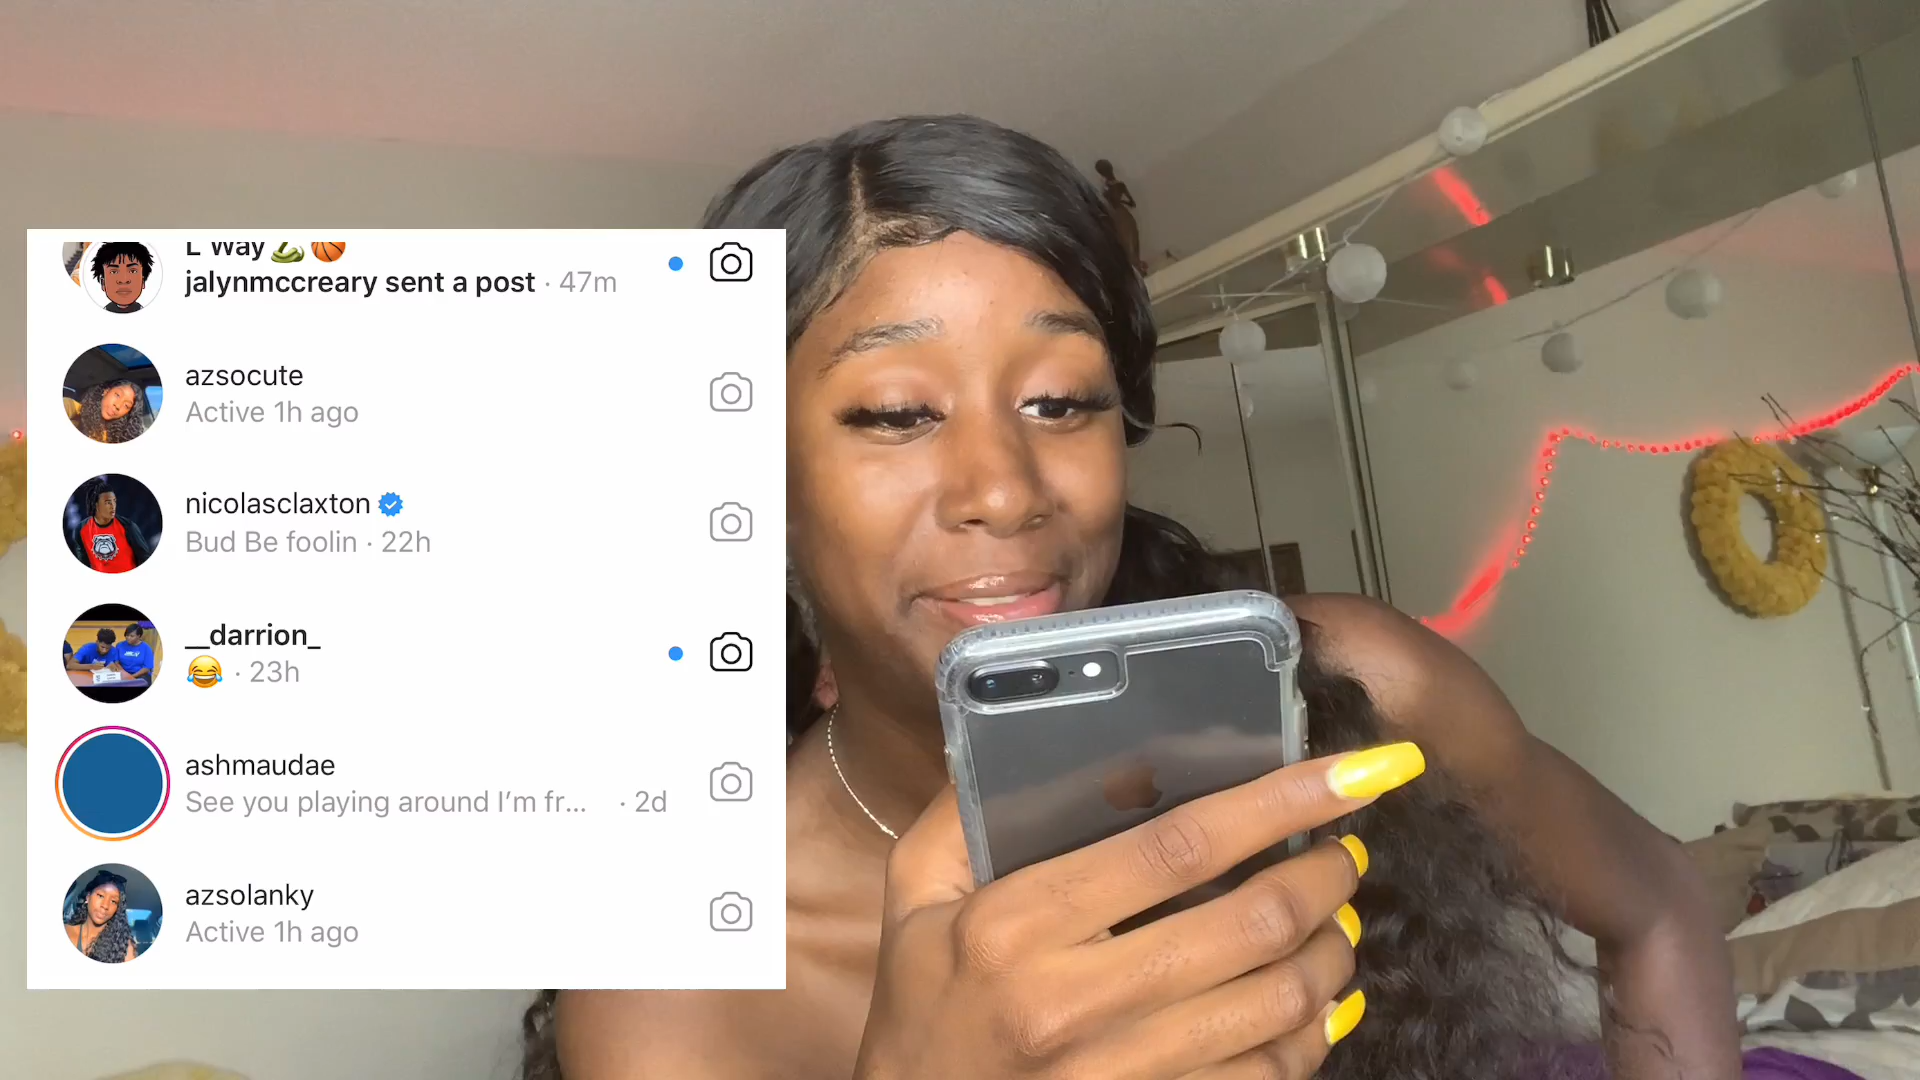 L Way🐍🏀
jalynmccreary sent a post · 47m
azsocute
Active 1h ago
nicolasclaxton
Bud Be foolin · 22h
__darrion_
😂 · 23h
ashmaudae
See you playing around I’m fr... · 2d
azsolanky
Active 1h ago